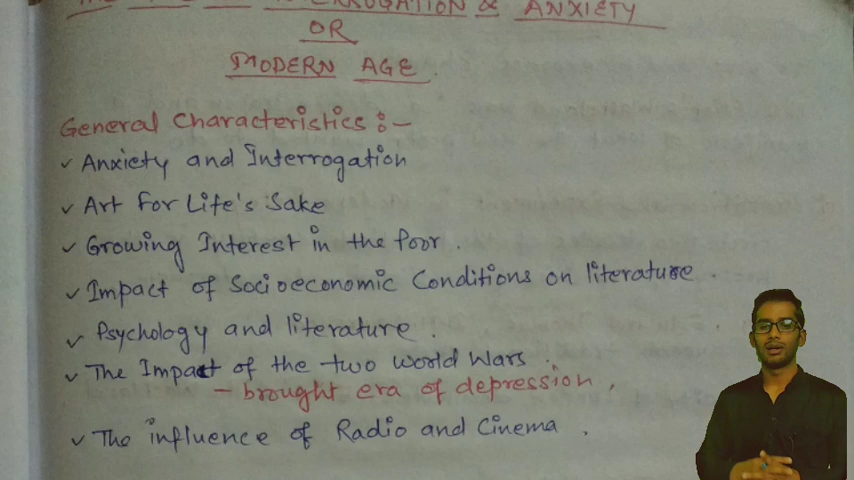 INTERROGATION & ANXIETY
OR
MODERN AGE.
General Characteristics :-
✓ Anxiety and Interrogation
✓ Art For Life's Sake
✓ Growing Interest in the Poor.
✓ Impact of Socioeconomic Conditions on literature.
✓ Psychology and literature.
✓ The Impact of the two world Wars.
- brought era of depression.
✓ The influence of Radio and Cinema.